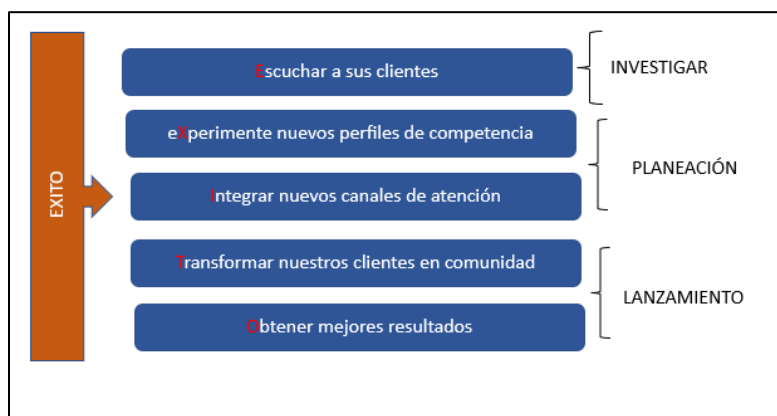 EXITO
Escuchar a sus clientes
eXperimente nuevos perfiles de competencia
Integrar nuevos canales de atención
Transformar nuestros clientes en comunidad
Obtener mejores resultados
INVESTIGAR
PLANEACIÓN
LANZAMIENTO